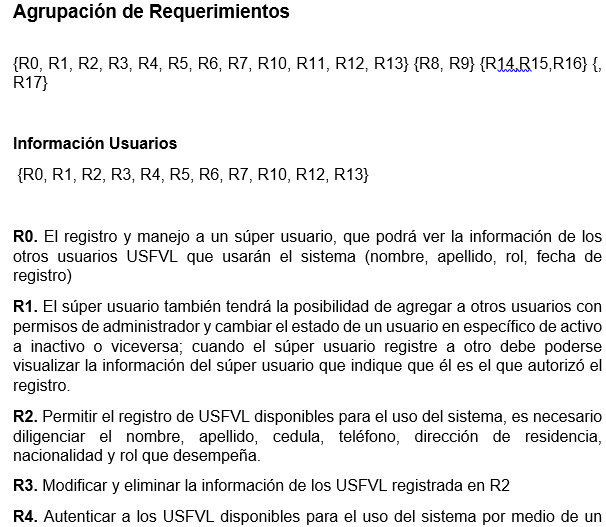 Agrupación de Requerimientos
{R0, R1, R2, R3, R4, R5, R6, R7, R10, R11, R12, R13} {R8, R9} {R14,R15,R16} {,
R17}
Información Usuarios
{R0, R1, R2, R3, R4, R5, R6, R7, R10, R12, R13}
R0. El registro y manejo a un súper usuario, que podrá ver la información de los
otros usuarios USFVL que usarán el sistema (nombre, apellido, rol, fecha de
registro)
R1. El súper usuario también tendrá la posibilidad de agregar a otros usuarios con
permisos de administrador y cambiar el estado de un usuario en específico de activo
a inactivo o viceversa; cuando el súper usuario registre a otro debe poderse
visualizar la información del súper usuario que indique que él es el que autorizó el
registro.
R2. Permitir el registro de USFVL disponibles para el uso del sistema, es necesario
diligenciar el nombre, apellido, cedula, teléfono, dirección de residencia,
nacionalidad y rol que desempeña.
R3. Modificar y eliminar la información de los USFVL registrada en R2
R4. Autenticar a los USFVL disponibles para el uso del sistema por medio de un